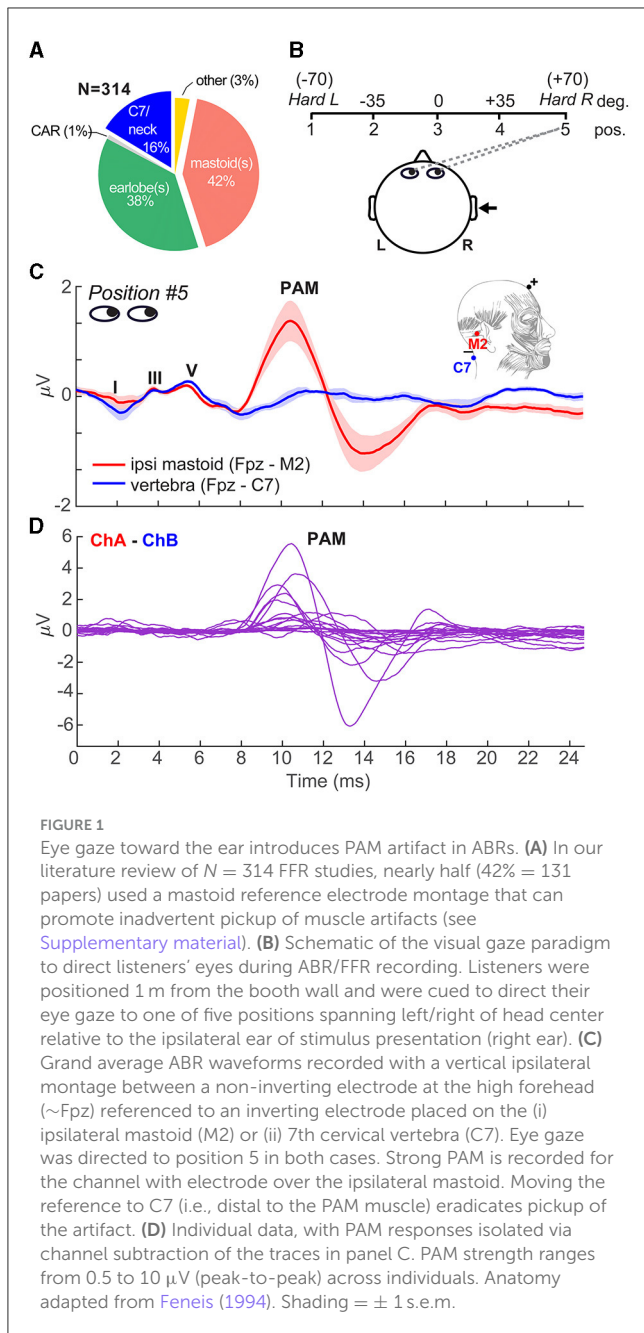 A
N=314
other (3%)
C7/
neck
16%
CAR (1%)
mastoid(s)
42%
earlobe(s)
38%
B
(-70) (+70)
Hard L -35 0 +35 Hard R deg.
1 2 3 4 5 pos.
L R
C
2
Position #5
PAM
+
M2
–
C7
I III V
μV
0
ipsi mastoid (Fpz - M2)
vertebra (Fpz - C7)
-2
D
6
ChA - ChB
PAM
4
2
μV
0
-2
-4
-6
0 2 4 6 8 10 12 14 16 18 20 22 24
Time (ms)
FIGURE 1
Eye gaze toward the ear introduces PAM artifact in ABRs. (A) In our
literature review of N = 314 FFR studies, nearly half (42% = 131
papers) used a mastoid reference electrode montage that can
promote inadvertent pickup of muscle artifacts (see
Supplementary material). (B) Schematic of the visual gaze paradigm
to direct listeners’ eyes during ABR/FFR recording. Listeners were
positioned 1 m from the booth wall and were cued to direct their
eye gaze to one of five positions spanning left/right of head center
relative to the ipsilateral ear of stimulus presentation (right ear). (C)
Grand average ABR waveforms recorded with a vertical ipsilateral
montage between a non-inverting electrode at the high forehead
(∼Fpz) referenced to an inverting electrode placed on the (i)
ipsilateral mastoid (M2) or (ii) 7th cervical vertebra (C7). Eye gaze
was directed to position 5 in both cases. Strong PAM is recorded for
the channel with electrode over the ipsilateral mastoid. Moving the
reference to C7 (i.e., distal to the PAM muscle) eradicates pickup of
the artifact. (D) Individual data, with PAM responses isolated via
channel subtraction of the traces in panel C. PAM strength ranges
from 0.5 to 10 μV (peak-to-peak) across individuals. Anatomy
adapted from Feneis (1994). Shading = ± 1 s.e.m.